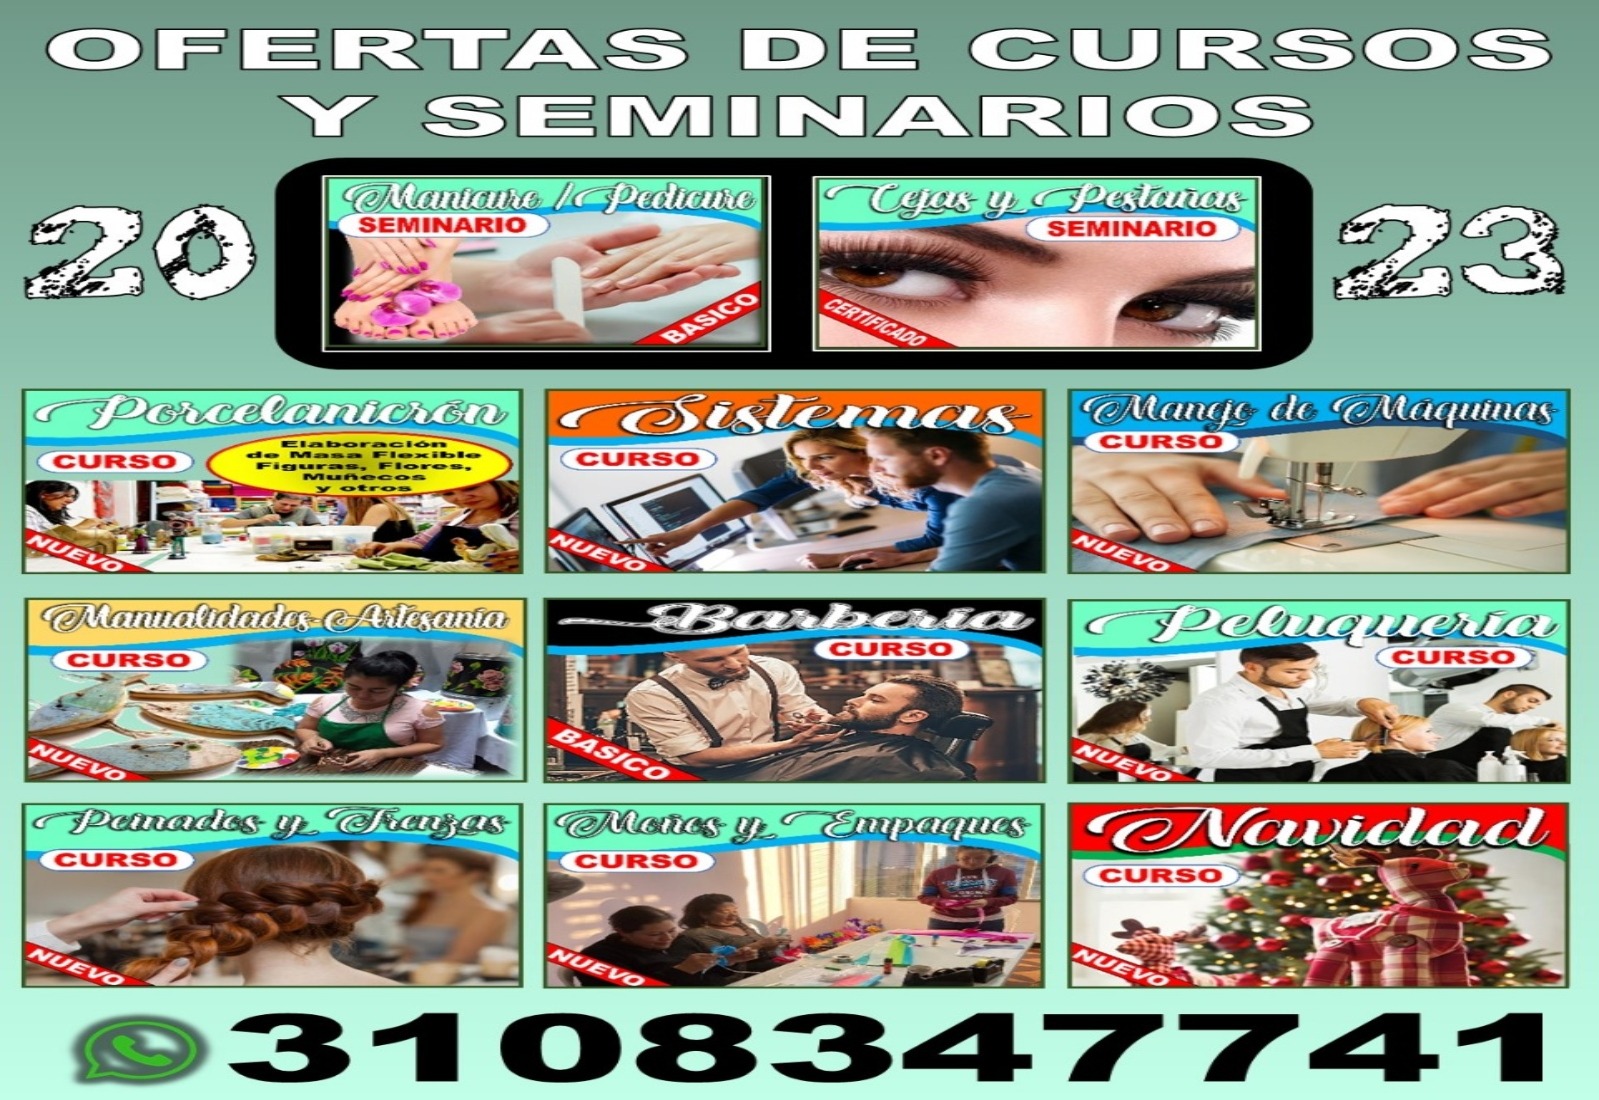 OFERTAS DE CURSOS
Y SEMINARIOS
20
23
Manicure / Pedicure
SEMINARIO
BASICO
Cejas y Pestañas
SEMINARIO
CERTIFICADO
Porcelanicrón
CURSO
Elaboración
de Masa Flexible
Figuras, Flores,
Muñecos
y otros
NUEVO
Sistemas
CURSO
NUEVO
Manejo de Máquinas
CURSO
NUEVO
Manualidades-Artesanía
CURSO
NUEVO
Barbería
CURSO
BASICO
Peluquería
CURSO
NUEVO
Peinados y Trenzas
CURSO
NUEVO
Moños y Empaques
CURSO
NUEVO
Navidad
CURSO
NUEVO
3108347741